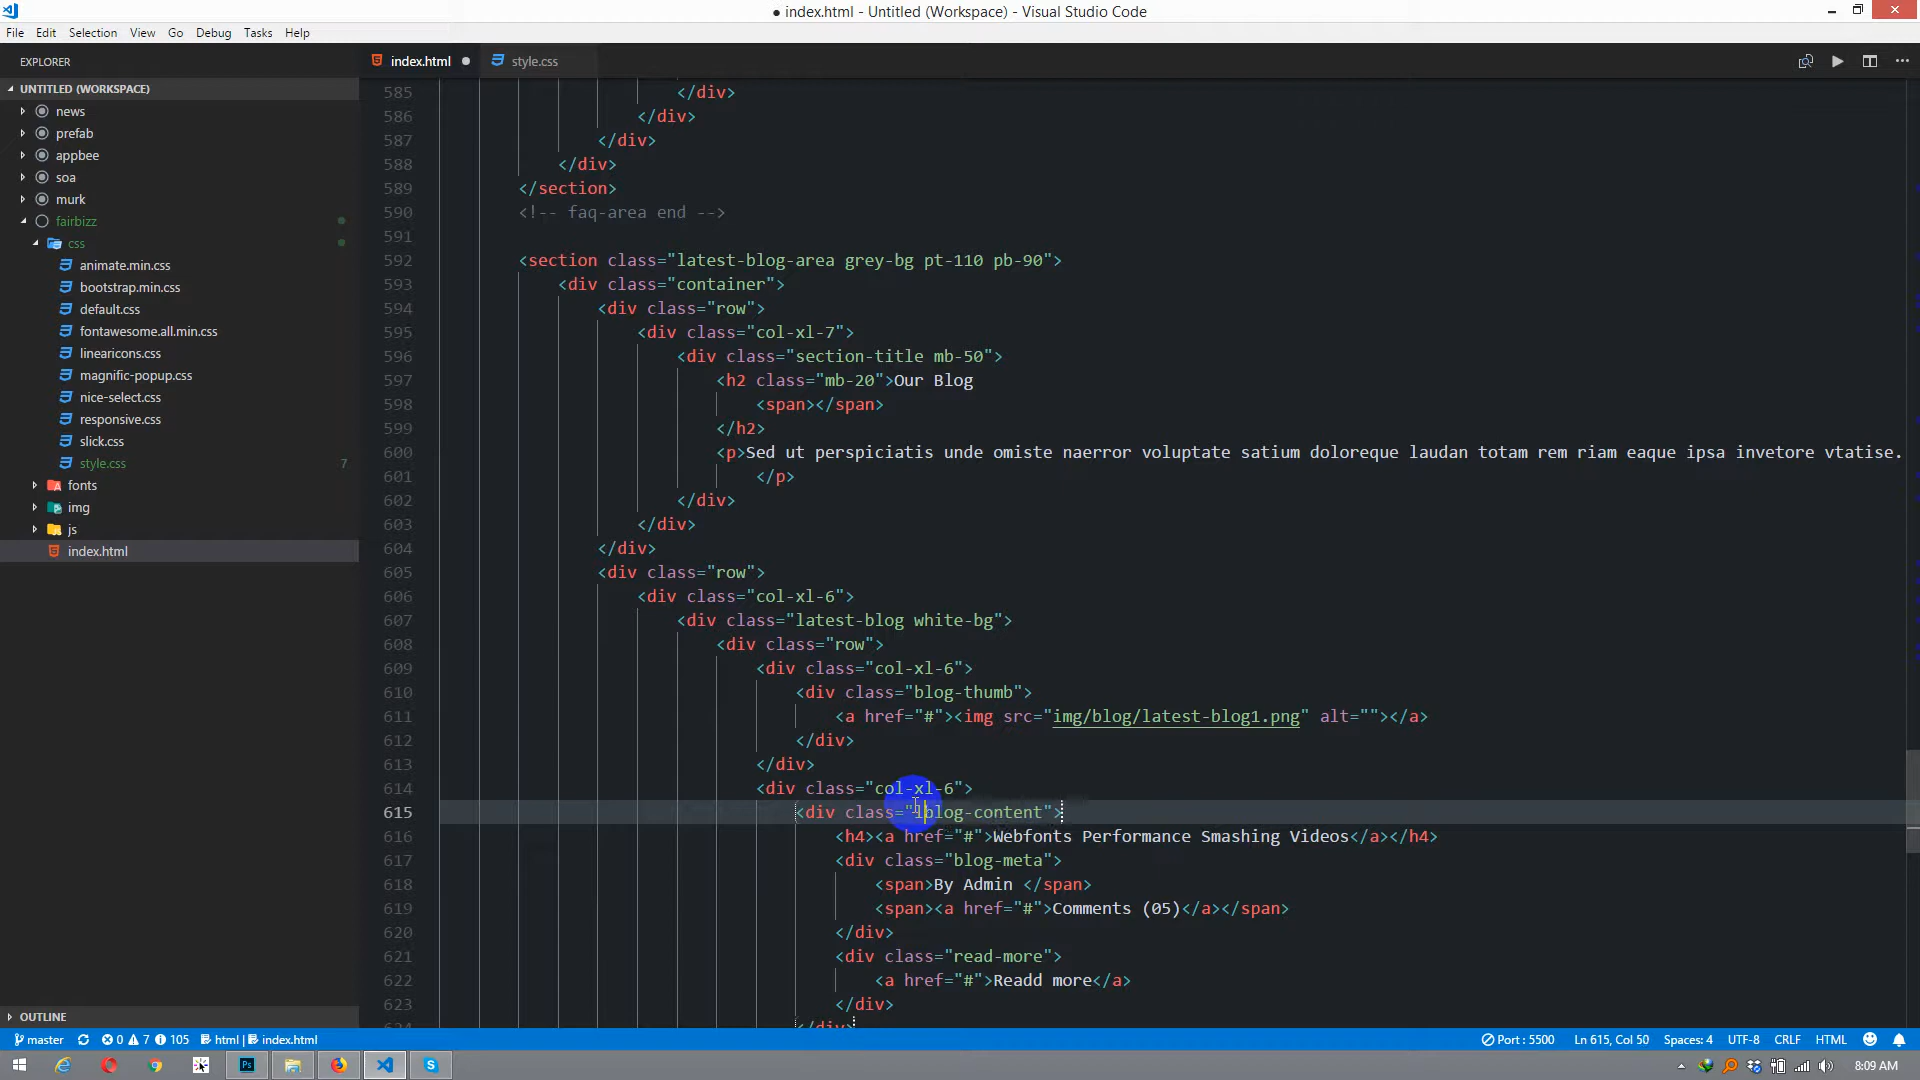 ● index.html - Untitled (Workspace) - Visual Studio Code
File Edit Selection View Go Debug Tasks Help
EXPLORER
index.html
style.css
UNTITLED (WORKSPACE)
news
prefab
appbee
soa
murk
fairbizz
css
animate.min.css
bootstrap.min.css
default.css
fontawesome.all.min.css
linearicons.css
magnific-popup.css
nice-select.css
responsive.css
slick.css
style.css 7
fonts
img
js
index.html
OUTLINE
585 </div>
586 </div>
587 </div>
588 </div>
589 </section>
590 <!-- faq-area end -->
591
592 <section class="latest-blog-area grey-bg pt-110 pb-90">
593 <div class="container">
594 <div class="row">
595 <div class="col-xl-7">
596 <div class="section-title mb-50">
597 <h2 class="mb-20">Our Blog
598 <span></span>
599 </h2>
600 <p>Sed ut perspiciatis unde omiste naerror voluptate satium doloreque laudan totam rem riam eaque ipsa invetore vtatise.
601 </p>
602 </div>
603 </div>
604 </div>
605 <div class="row">
606 <div class="col-xl-6">
607 <div class="latest-blog white-bg">
608 <div class="row">
609 <div class="col-xl-6">
610 <div class="blog-thumb">
611 <a href="#"><img src="img/blog/latest-blog1.png" alt=""></a>
612 </div>
613 </div>
614 <div class="col-xl-6">
615 <div class="lblog-content">
616 <h4><a href="#">Webfonts Performance Smashing Videos</a></h4>
617 <div class="blog-meta">
618 <span>By Admin </span>
619 <span><a href="#">Comments (05)</a></span>
620 </div>
621 <div class="read-more">
622 <a href="#">Readd more</a>
623 </div>
624 </div>
master 0 7 105 html | index.html Port : 5500 Ln 615, Col 50 Spaces: 4 UTF-8 CRLF HTML
8:09 AM